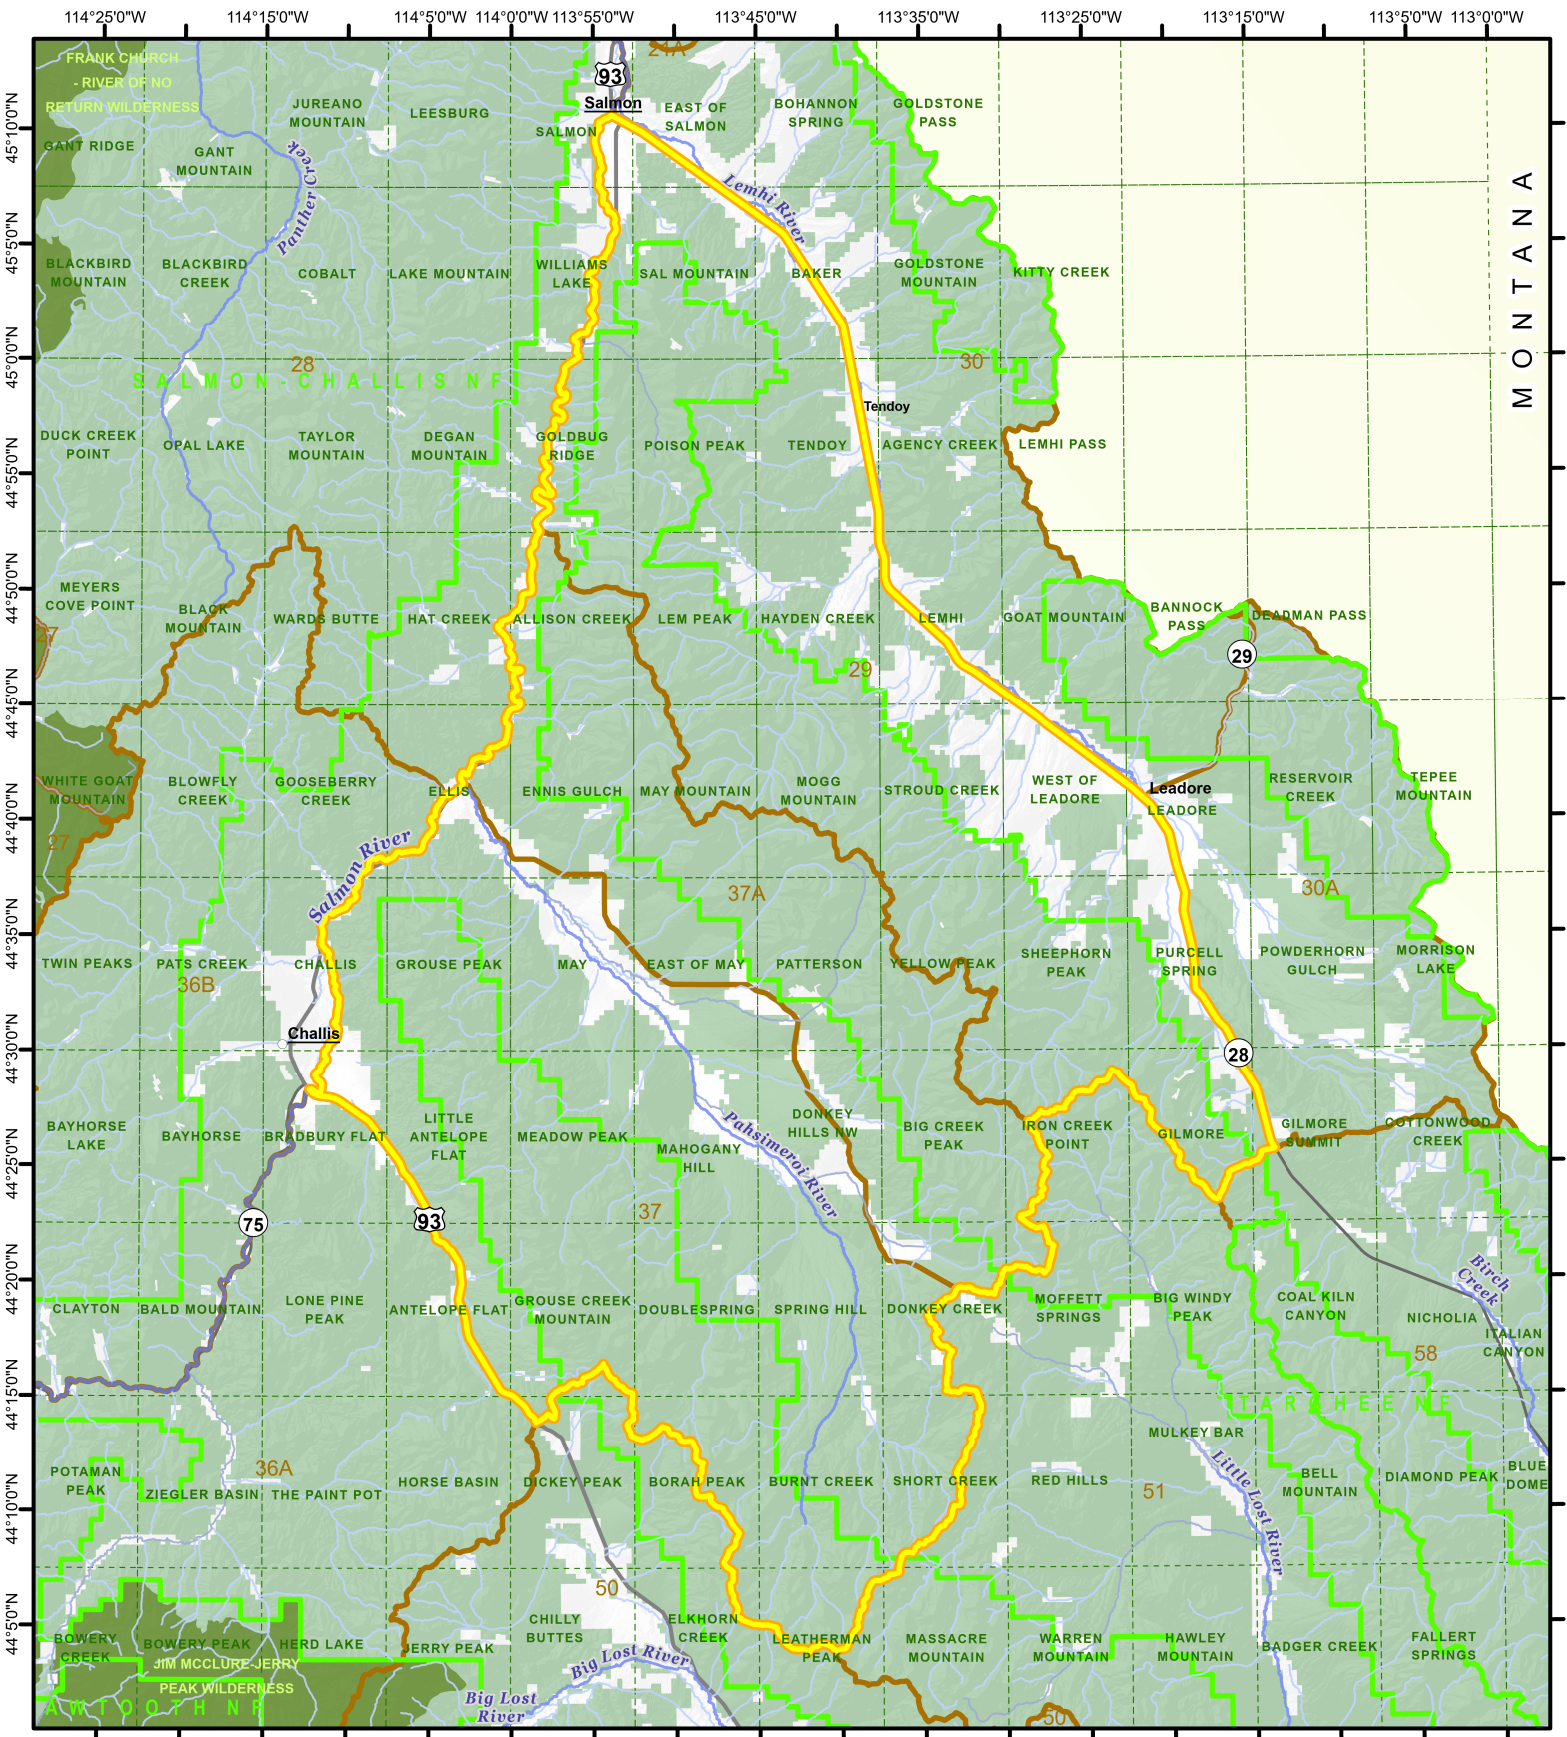 114°25'0"W
114°15'0"W
114°5'0"W
114°0'0"W
113°55'0"W
113°45'0"W
113°35'0"W
113°25'0"W
113°15'0"W
113°5'0"W
113°0'0"W
45°10'0"N
45°5'0"N
45°0'0"N
44°55'0"N
44°50'0"N
44°45'0"N
44°40'0"N
44°35'0"N
44°30'0"N
44°25'0"N
44°20'0"N
44°15'0"N
44°10'0"N
44°5'0"N
MONTANA
FRANK CHURCH
- RIVER OF NO
RETURN WILDERNESS
21A
93
Salmon
JUREANO
MOUNTAIN
LEESBURG
SALMON
EAST OF
SALMON
BOHANNON
SPRING
GOLDSTONE
PASS
GANT RIDGE
GANT
MOUNTAIN
Panther Creek
Lemhi River
BLACKBIRD
MOUNTAIN
BLACKBIRD
CREEK
COBALT
LAKE MOUNTAIN
WILLIAMS
LAKE
SAL MOUNTAIN
BAKER
GOLDSTONE
MOUNTAIN
KITTY CREEK
28
30
SALMON-CHALLIS NF
Tendoy
DUCK CREEK
POINT
OPAL LAKE
TAYLOR
MOUNTAIN
DEGAN
MOUNTAIN
GOLDBUG
RIDGE
POISON PEAK
TENDOY
AGENCY CREEK
LEMHI PASS
MEYERS
COVE POINT
BLACK
MOUNTAIN
WARDS BUTTE
HAT CREEK
ALLISON CREEK
LEM PEAK
HAYDEN CREEK
LEMHI
GOAT MOUNTAIN
BANNOCK
PASS
DEADMAN PASS
27
29
29
WHITE GOAT
MOUNTAIN
BLOWFLY
CREEK
GOOSEBERRY
CREEK
ELLIS
ENNIS GULCH
MAY MOUNTAIN
MOGG
MOUNTAIN
STROUD CREEK
WEST OF
LEADORE
Leadore
LEADORE
RESERVOIR
CREEK
TEPEE
MOUNTAIN
27
Salmon River
37A
30A
TWIN PEAKS
PATS CREEK
CHALLIS
GROUSE PEAK
MAY
EAST OF MAY
PATTERSON
YELLOW PEAK
SHEEPHORN
PEAK
PURCELL
SPRING
POWDERHORN
GULCH
MORRISON
LAKE
36B
Challis
28
BAYHORSE
LAKE
BAYHORSE
BRADBURY FLAT
LITTLE
ANTELOPE
FLAT
MEADOW PEAK
MAHOGANY
HILL
DONKEY
HILLS NW
BIG CREEK
PEAK
IRON CREEK
POINT
GILMORE
GILMORE
SUMMIT
COTTONWOOD
CREEK
Pahsimeroi River
75
93
37
Birch
Creek
CLAYTON
BALD MOUNTAIN
LONE PINE
PEAK
ANTELOPE FLAT
GROUSE CREEK
MOUNTAIN
DOUBLESPRING
SPRING HILL
DONKEY CREEK
MOFFETT
SPRINGS
BIG WINDY
PEAK
COAL KILN
CANYON
NICHOLIA
ITALIAN
CANYON
58
TARGHEE NF
MULKEY BAR
36A
POTAMAN
PEAK
ZIEGLER BASIN
THE PAINT POT
HORSE BASIN
DICKEY PEAK
BORAH PEAK
BURNT CREEK
SHORT CREEK
RED HILLS
51
BELL
MOUNTAIN
DIAMOND PEAK
BLUE
DOME
Little Lost River
50
BOWERY
CREEK
BOWERY PEAK
HERD LAKE
JERRY PEAK
CHILLY
BUTTES
ELKHORN
CREEK
LEATHERMAN
PEAK
MASSACRE
MOUNTAIN
WARREN
MOUNTAIN
HAWLEY
MOUNTAIN
BADGER CREEK
FALLERT
SPRINGS
JIM MCCLURE-JERRY
PEAK WILDERNESS
AWTOOTH NF
Big Lost River
Big Lost
River
50